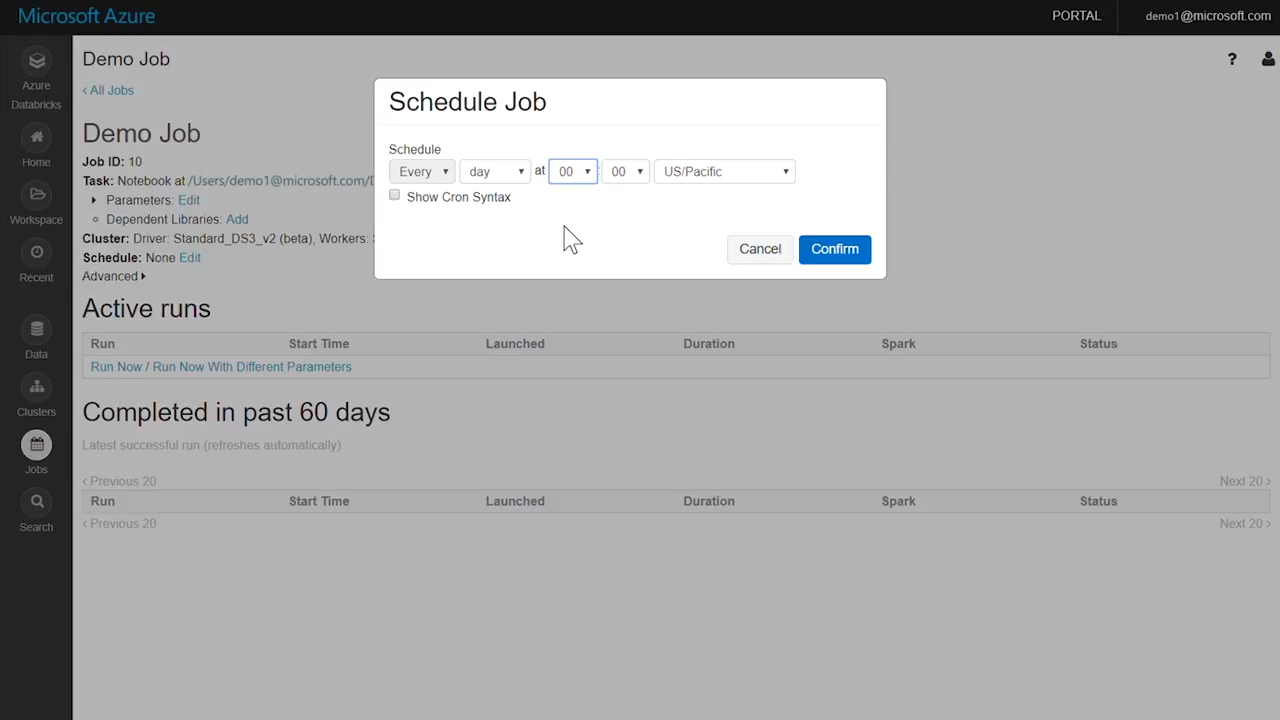 Microsoft Azure
PORTAL
demo1@microsoft.com
Azure
Databricks
Home
Workspace
Recent
Data
Clusters
Jobs
Search
Demo Job
?
‹ All Jobs
Demo Job
Job ID: 10
Task: Notebook at /Users/demo1@microsoft.com/
Parameters: Edit
Dependent Libraries: Add
Cluster: Driver: Standard_DS3_v2 (beta), Workers:
Schedule: None Edit
Advanced
Schedule Job
Schedule
Every day at 00 : 00 US/Pacific
Show Cron Syntax
Cancel Confirm
Active runs
Run Start Time Launched Duration Spark Status
Run Now / Run Now With Different Parameters
Completed in past 60 days
Latest successful run (refreshes automatically)
‹ Previous 20 Next 20 ›
Run Start Time Launched Duration Spark Status
‹ Previous 20 Next 20 ›